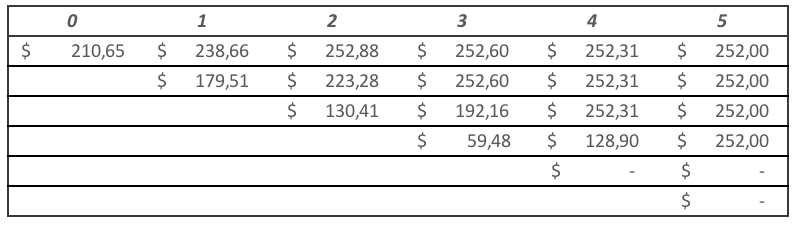 0 1 2 3 4 5
$ 210,65 $ 238,66 $ 252,88 $ 252,60 $ 252,31 $ 252,00
$ 179,51 $ 223,28 $ 252,60 $ 252,31 $ 252,00
$ 130,41 $ 192,16 $ 252,31 $ 252,00
$ 59,48 $ 128,90 $ 252,00
$ - $ -
$ -